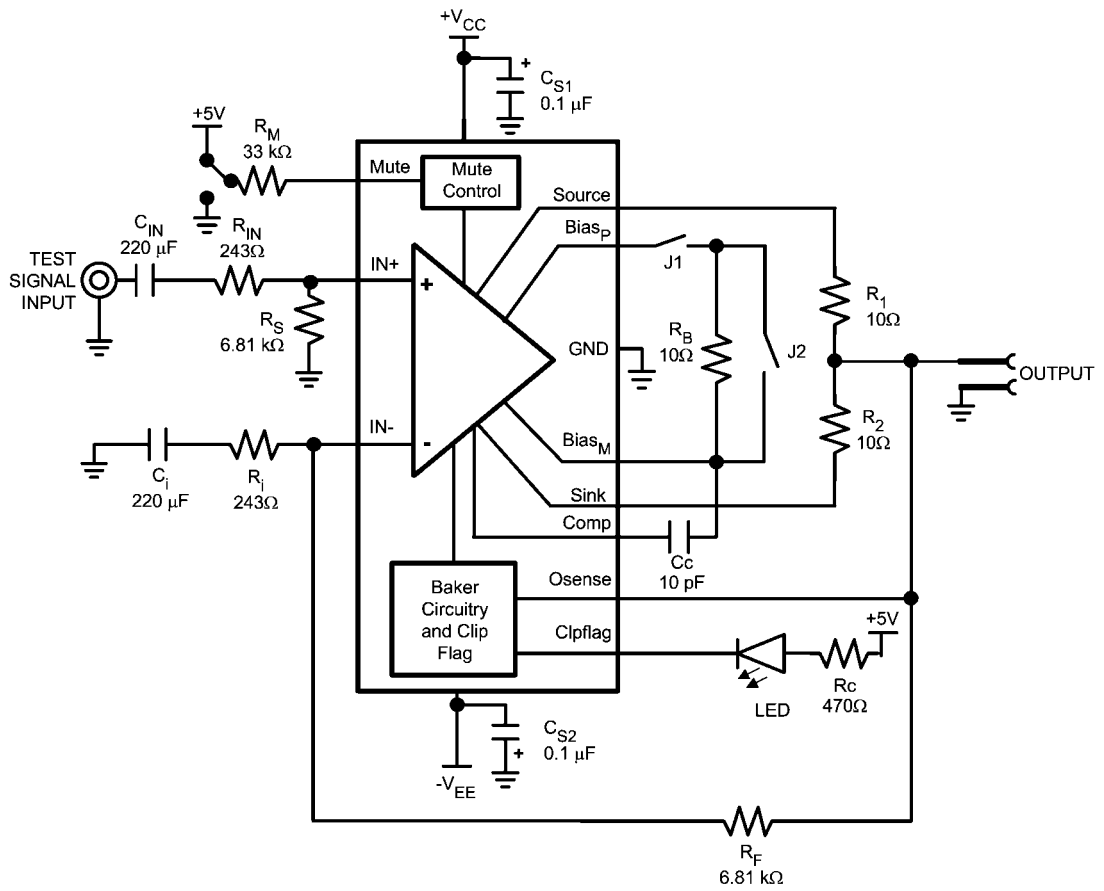 +VCC
+
CS1
0.1 µF
+5V
RM
33 kΩ
Mute
Mute
Control
Source
BiasP
CIN
220 µF
RIN
243Ω
TEST
SIGNAL
INPUT
IN+
+
J1
RS
6.81 kΩ
R1
10Ω
RB
10Ω
GND
J2
OUTPUT
IN-
-
BiasM
R2
10Ω
Ci
220 µF
Ri
243Ω
Sink
Comp
Cc
10 pF
Baker
Circuitry
and Clip
Flag
Osense
Clpflag
+5V
LED
Rc
470Ω
CS2
0.1 µF
+
-VEE
RF
6.81 kΩ